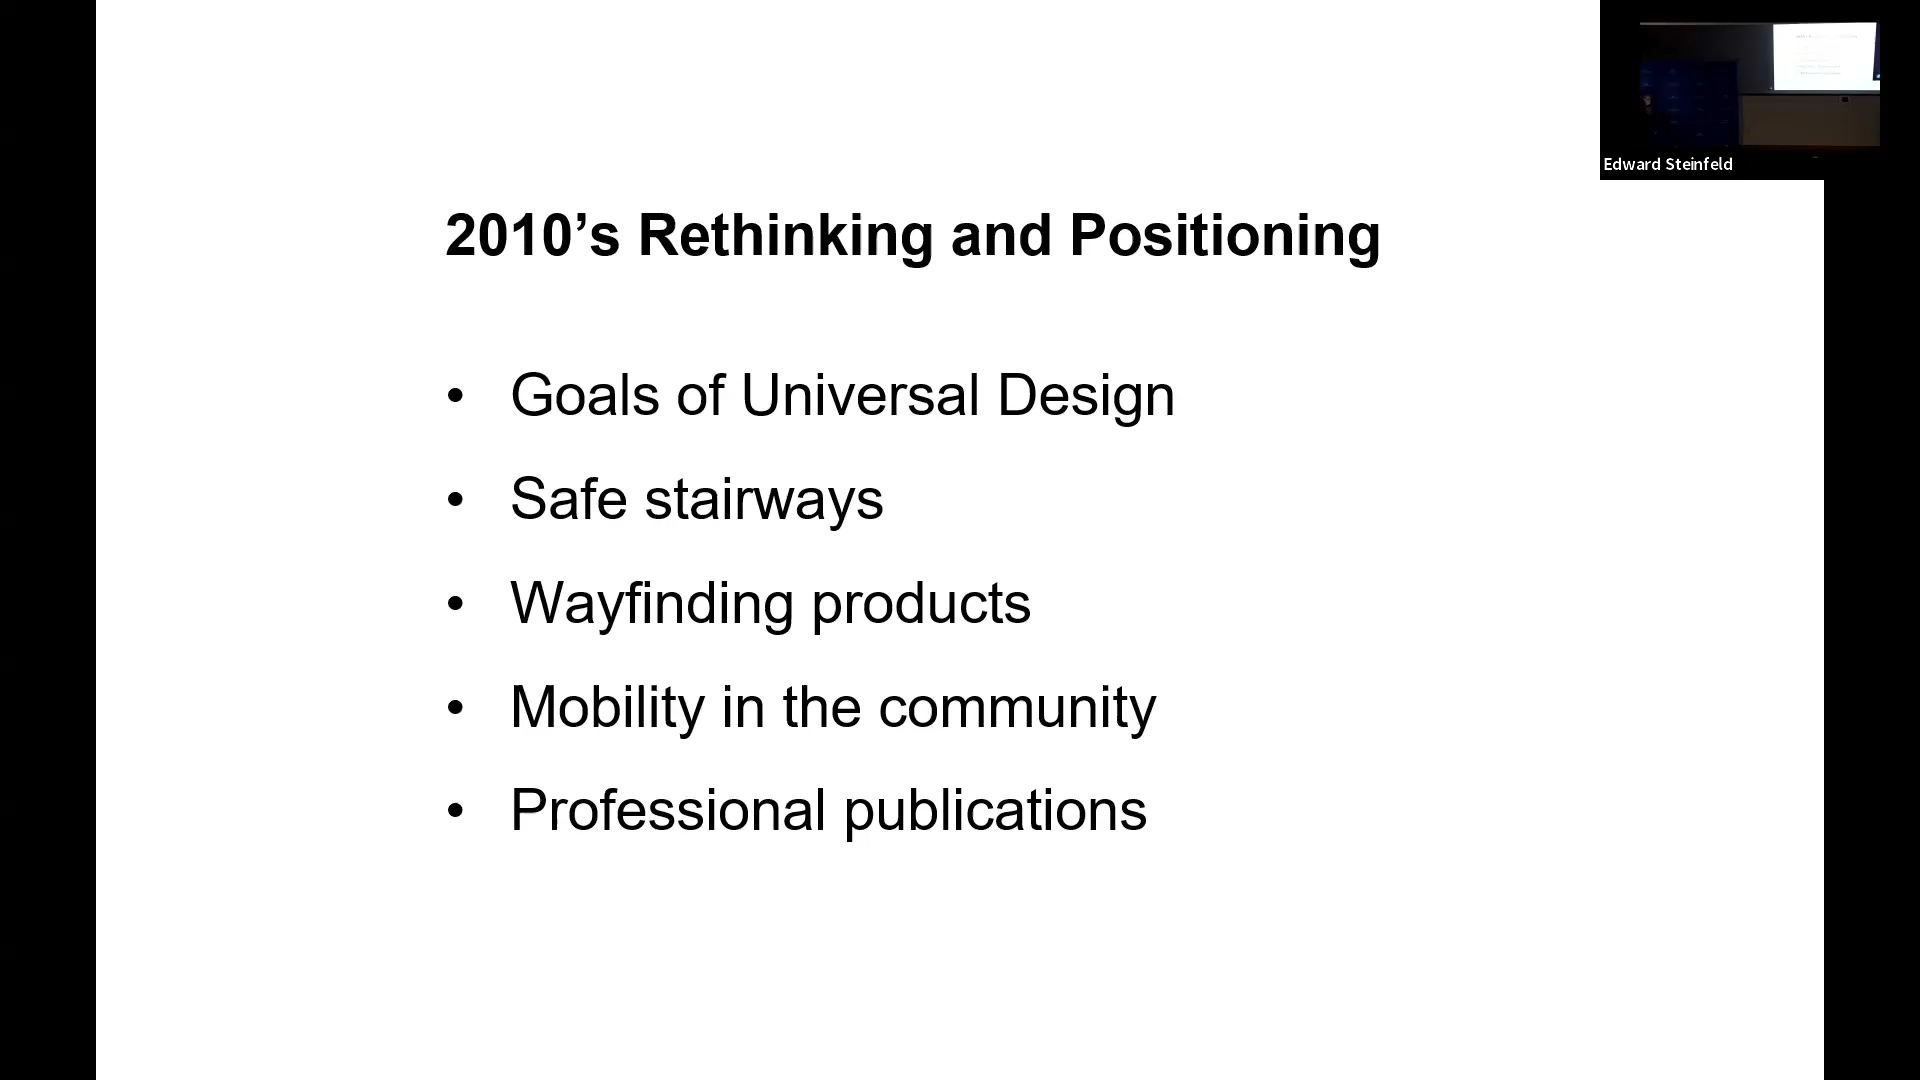 Edward Steinfeld
2010’s Rethinking and Positioning
• Goals of Universal Design
• Safe stairways
• Wayfinding products
• Mobility in the community
• Professional publications